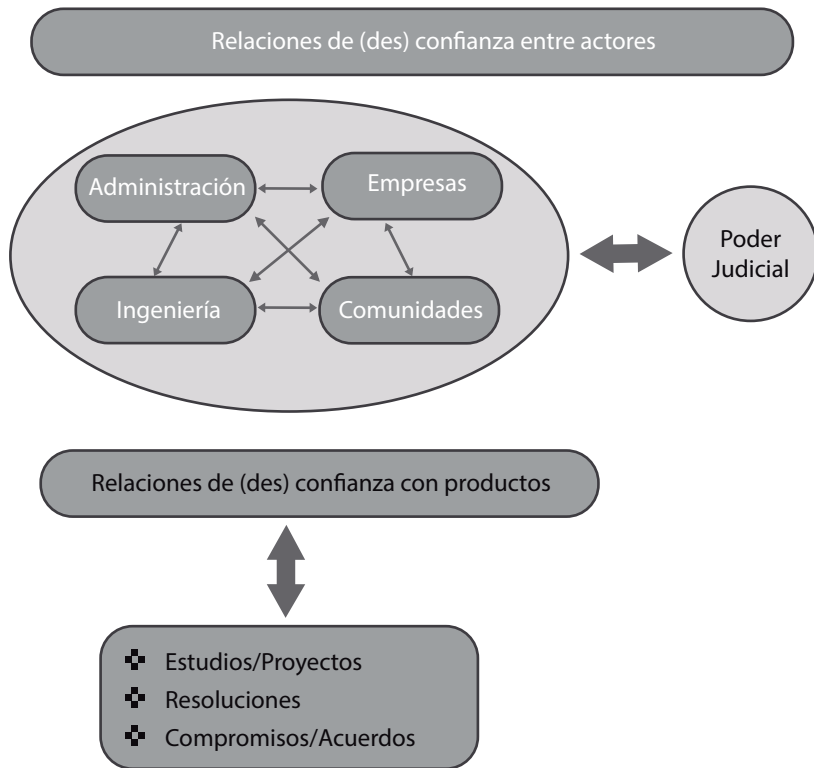 Relaciones de (des) confianza entre actores
Administración
Empresas
Ingeniería
Comunidades
Poder
Judicial
Relaciones de (des) confianza con productos
Estudios/Proyectos
Resoluciones
Compromisos/Acuerdos